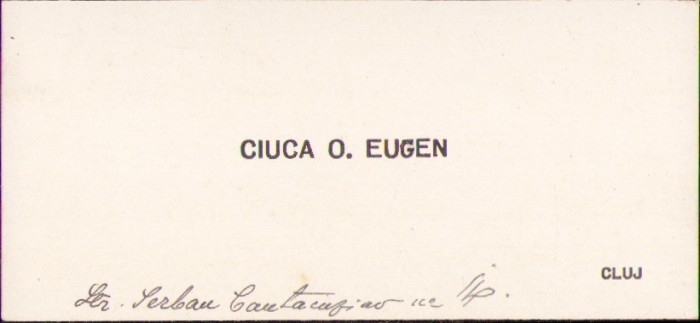 CIUCA O. EUGEN
CLUJ
Str. Serban Cantacuzino